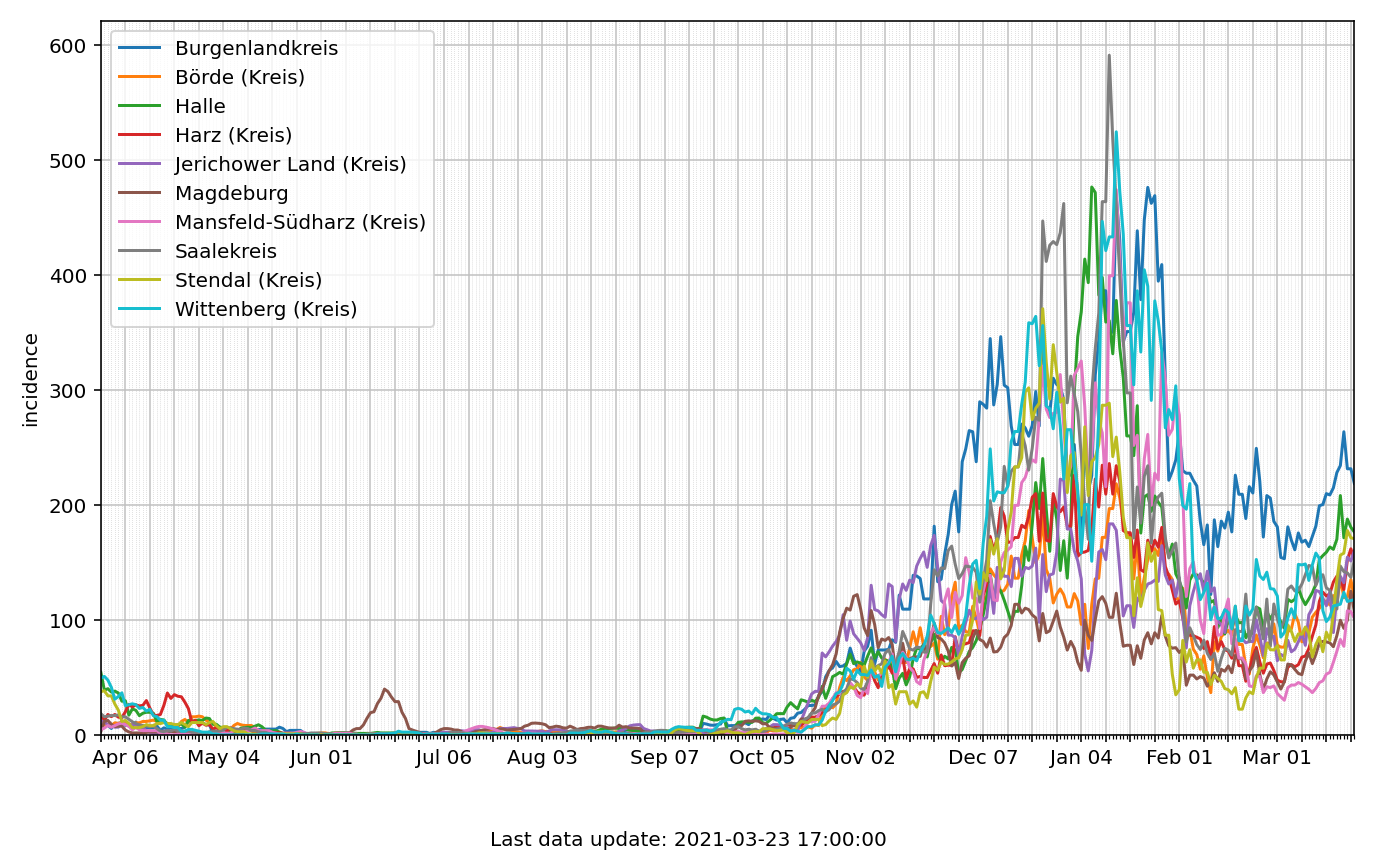 600
500
400
300
200
100
0
incidence
Burgenlandkreis
Börde (Kreis)
Halle
Harz (Kreis)
Jerichower Land (Kreis)
Magdeburg
Mansfeld-Südharz (Kreis)
Saalekreis
Stendal (Kreis)
Wittenberg (Kreis)
Apr 06 May 04 Jun 01 Jul 06 Aug 03 Sep 07 Oct 05 Nov 02 Dec 07 Jan 04 Feb 01 Mar 01
Last data update: 2021-03-23 17:00:00